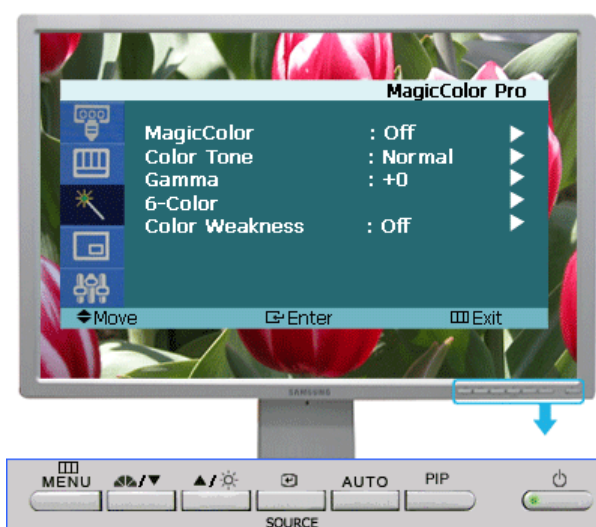 MagicColor Pro
MagicColor : Off
Color Tone : Normal
Gamma : +0
6-Color
Color Weakness : Off
Move Enter Exit
SAMSUNG
MENU AUTO PIP
SOURCE